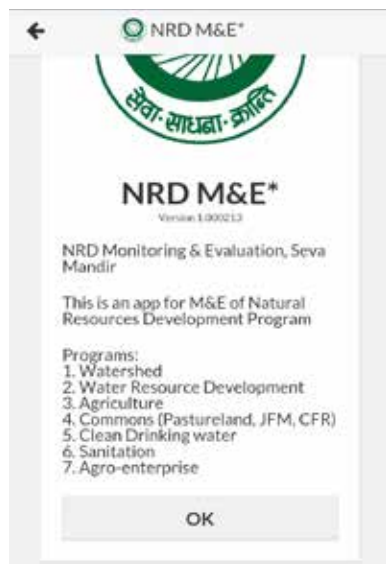 NRD M&E*
सेवा-साधना-क्रान्ति
NRD M&E*
Version 1.000213
NRD Monitoring & Evaluation, Seva
Mandir
This is an app for M&E of Natural
Resources Development Program
Programs:
1. Watershed
2. Water Resource Development
3. Agriculture
4. Commons (Pastureland, JFM, CFR)
5. Clean Drinking water
6. Sanitation
7. Agro-enterprise
OK